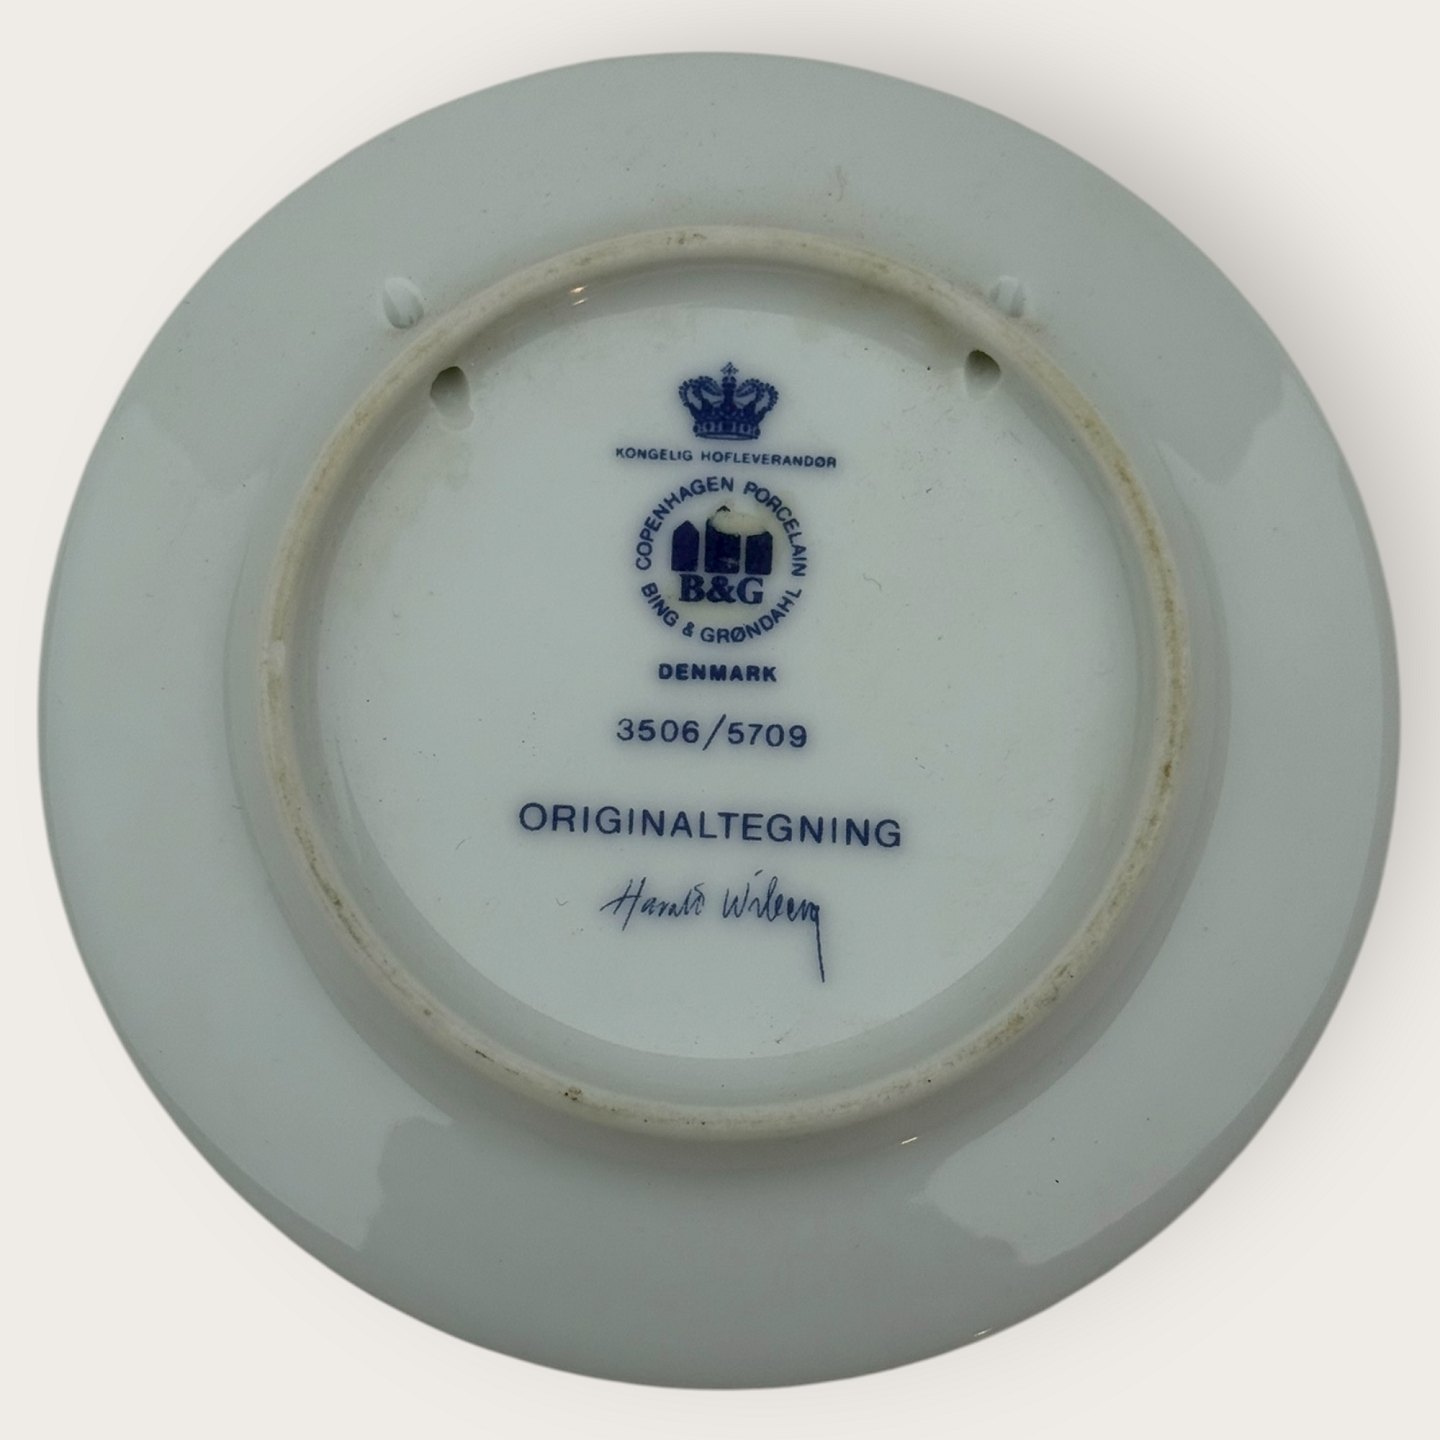 KONGELIG HOFLEVERANDØR
COPENHAGEN PORCELAIN
B&G
BING & GRØNDAHL
DENMARK
3506/5709
ORIGINALTEGNING
Harald Wiberg